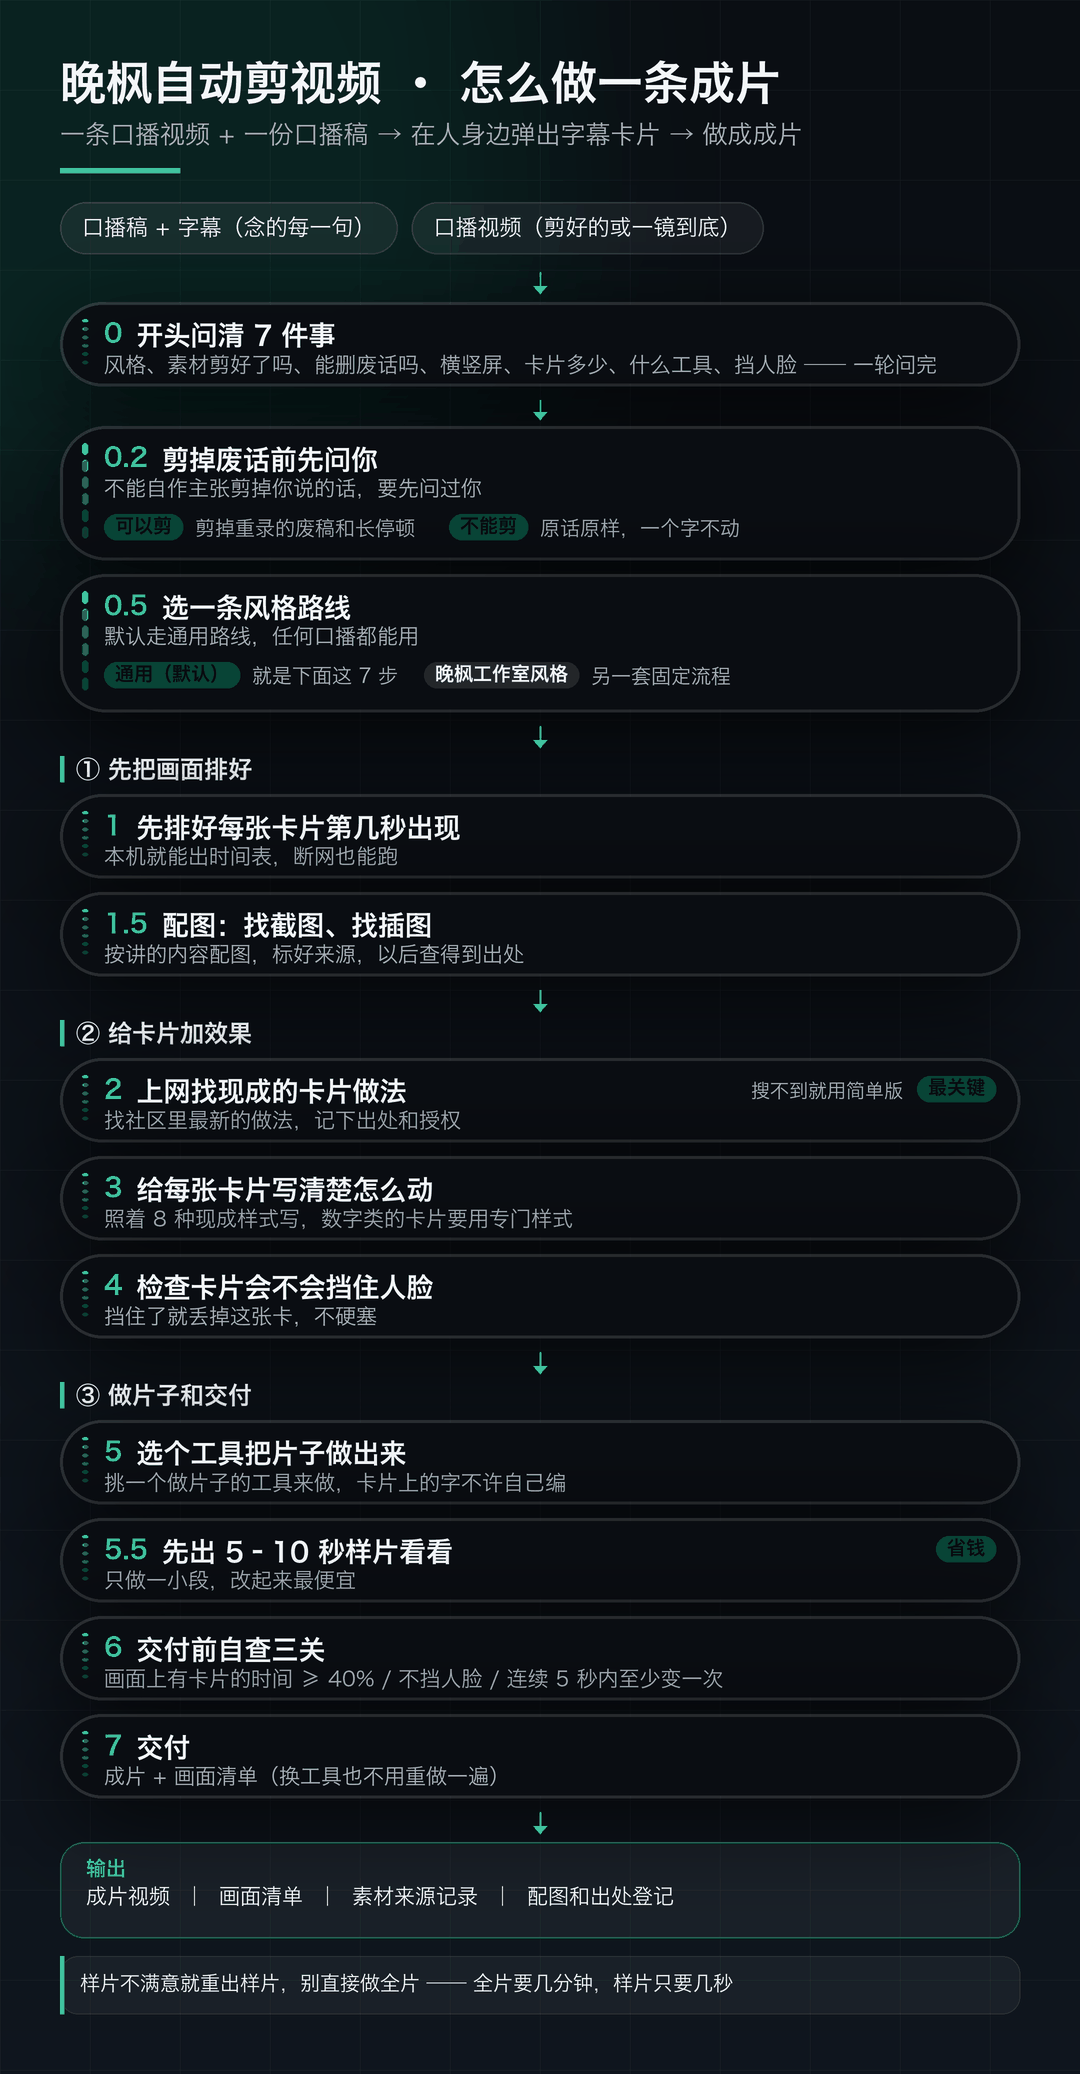 晚枫自动剪视频 · 怎么做一条成片
一条口播视频 + 一份口播稿 → 在人身边弹出字幕卡片 → 做成成片
口播稿 + 字幕（念的每一句）
口播视频（剪好的或一镜到底）
0 开头问清 7 件事
风格、素材剪好了吗、能删废话吗、横竖屏、卡片多少、什么工具、挡人脸 —— 一轮问完
0.2 剪掉废话前先问你
不能自作主张剪掉你说的话，要先问过你
可以剪 剪掉重录的废稿和长停顿 不能剪 原话原样，一个字不动
0.5 选一条风格路线
默认走通用路线，任何口播都能用
通用（默认） 就是下面这 7 步 晚枫工作室风格 另一套固定流程
① 先把画面排好
1 先排好每张卡片第几秒出现
本机就能出时间表，断网也能跑
1.5 配图：找截图、找插图
按讲的内容配图，标好来源，以后查得到出处
② 给卡片加效果
2 上网找现成的卡片做法 搜不到就用简单版 最关键
找社区里最新的做法，记下出处和授权
3 给每张卡片写清楚怎么动
照着 8 种现成样式写，数字类的卡片要用专门样式
4 检查卡片会不会挡住人脸
挡住了就丢掉这张卡，不硬塞
③ 做片子和交付
5 选个工具把片子做出来
挑一个做片子的工具来做，卡片上的字不许自己编
5.5 先出 5 - 10 秒样片看看 省钱
只做一小段，改起来最便宜
6 交付前自查三关
画面上有卡片的时间 ≥ 40% / 不挡人脸 / 连续 5 秒内至少变一次
7 交付
成片 + 画面清单（换工具也不用重做一遍）
输出
成片视频 | 画面清单 | 素材来源记录 | 配图和出处登记
样片不满意就重出样片，别直接做全片 —— 全片要几分钟，样片只要几秒